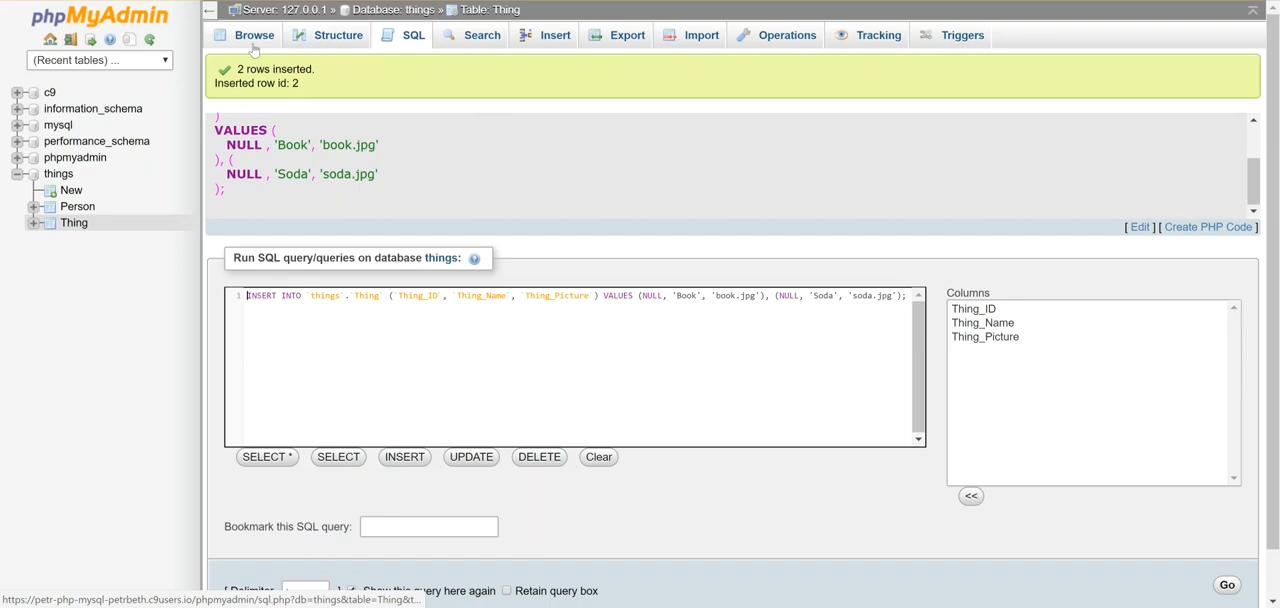 phpMyAdmin
Server: 127.0.0.1 » Database: things » Table: Thing
Browse Structure SQL Search Insert Export Import Operations Tracking Triggers
(Recent tables) ...
2 rows inserted.
Inserted row id: 2
c9
information_schema
mysql
performance_schema
phpmyadmin
things
New
Person
Thing
)
VALUES (
NULL , 'Book', 'book.jpg'
), (
NULL , 'Soda', 'soda.jpg'
);
[ Edit ] [ Create PHP Code ]
Run SQL query/queries on database things:
1 INSERT INTO `things`.`Thing` (`Thing_ID`, `Thing_Name`, `Thing_Picture`) VALUES (NULL, 'Book', 'book.jpg'), (NULL, 'Soda', 'soda.jpg');
Columns
Thing_ID
Thing_Name
Thing_Picture
SELECT * SELECT INSERT UPDATE DELETE Clear
<<
Bookmark this SQL query:
[ Delimiter ] Show this query here again Retain query box
Go
https://petr-php-mysql-petrbeth.c9users.io/phpmyadmin/sql.php?db=things&table=Thing&t...